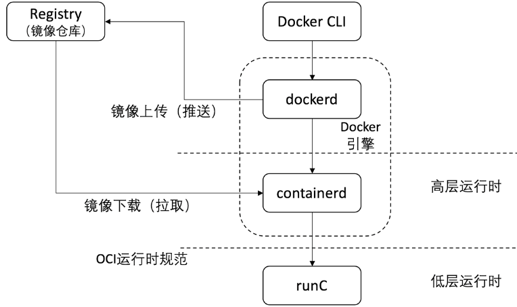 Registry
（镜像仓库）
Docker CLI
dockerd
镜像上传（推送）
Docker
引擎
containerd
高层运行时
镜像下载（拉取）
OCI运行时规范
runC
低层运行时